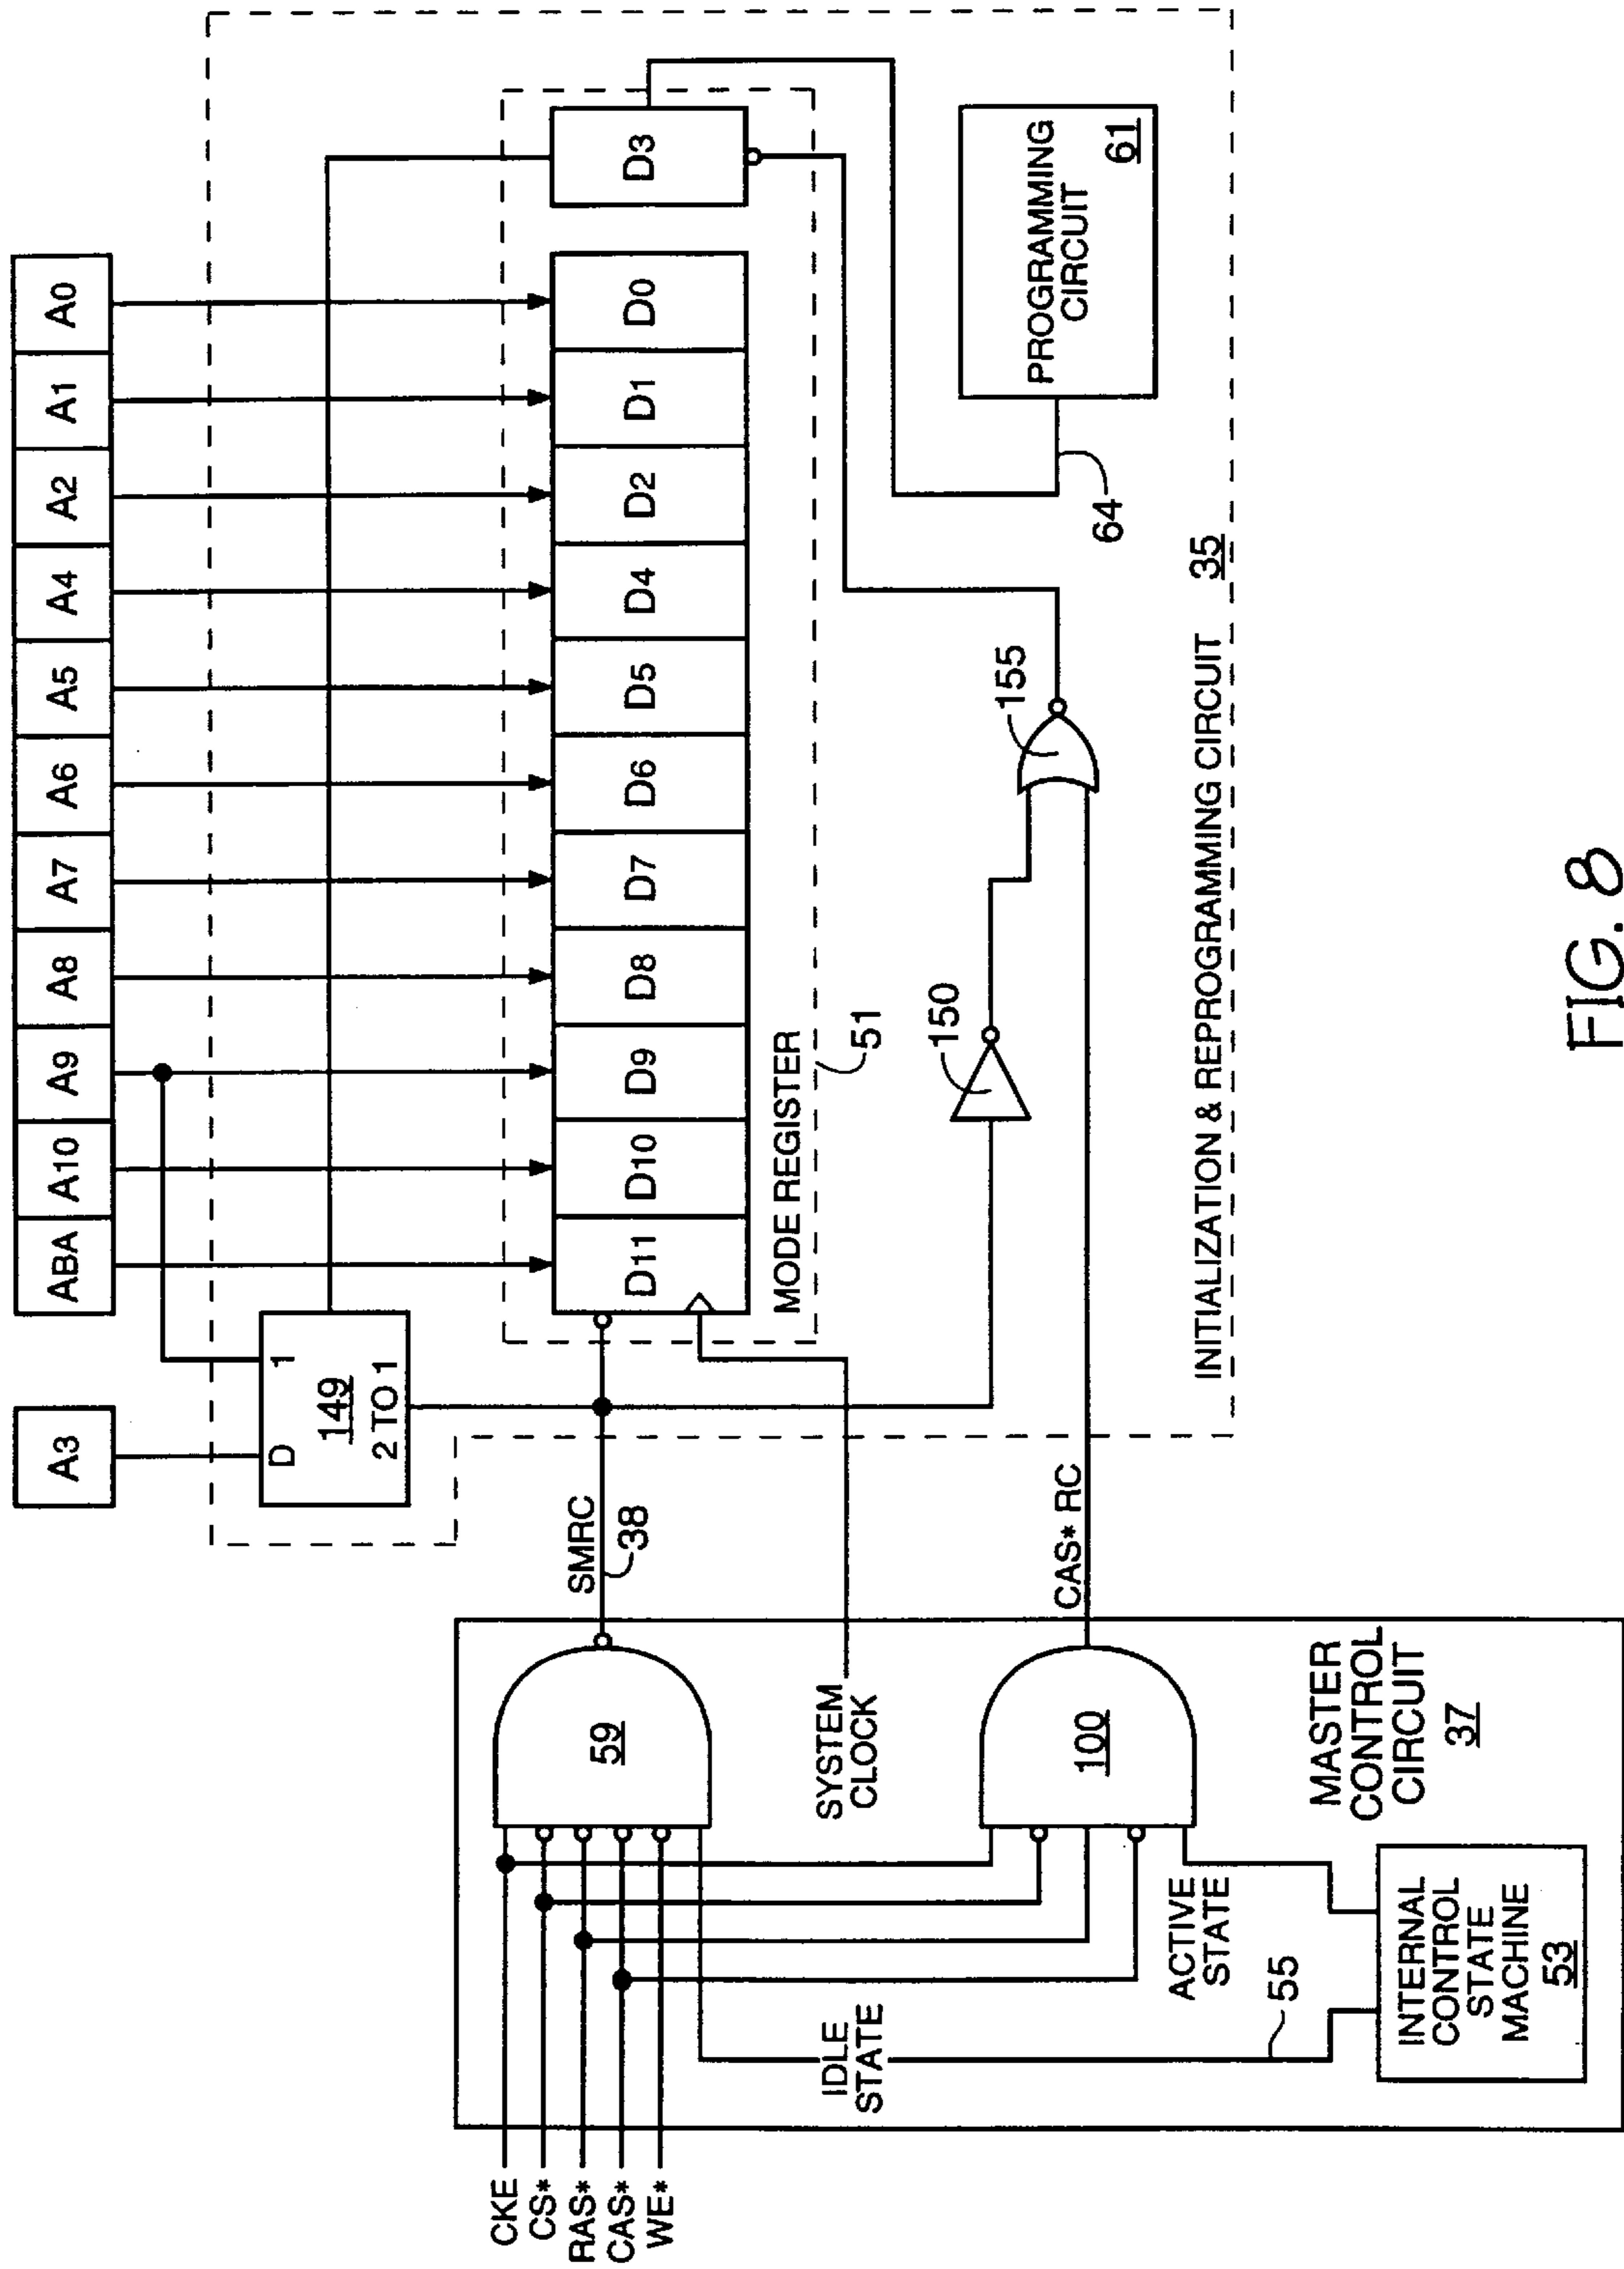 A3
ABA A10 A9 A8 A7 A6 A5 A4 A2 A1 A0
D 1
149
2 TO 1
SMRC
38
D11 D10 D9 D8 D7 D6 D5 D4 D2 D1 D0 D3
MODE REGISTER
51
CKE
CS*
RAS*
CAS*
WE*
59
SYSTEM
CLOCK
IDLE
STATE
100
CAS* RC
150
155
64
PROGRAMMING
CIRCUIT
61
ACTIVE
STATE
55
INTERNAL
CONTROL
STATE
MACHINE
53
MASTER
CONTROL
CIRCUIT
37
INITIALIZATION & REPROGRAMMING CIRCUIT 35
FIG. 8